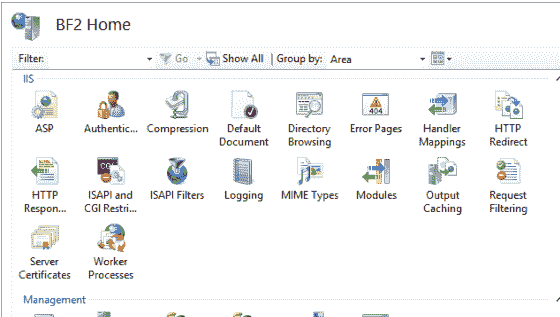 BF2 Home
Filter: Go Show All Group by: Area
IIS
ASP Authentic... Compression Default Document Directory Browsing Error Pages Handler Mappings HTTP Redirect
HTTP Respon... ISAPI and CGI Restri... ISAPI Filters Logging MIME Types Modules Output Caching Request Filtering
Server Certificates Worker Processes
Management